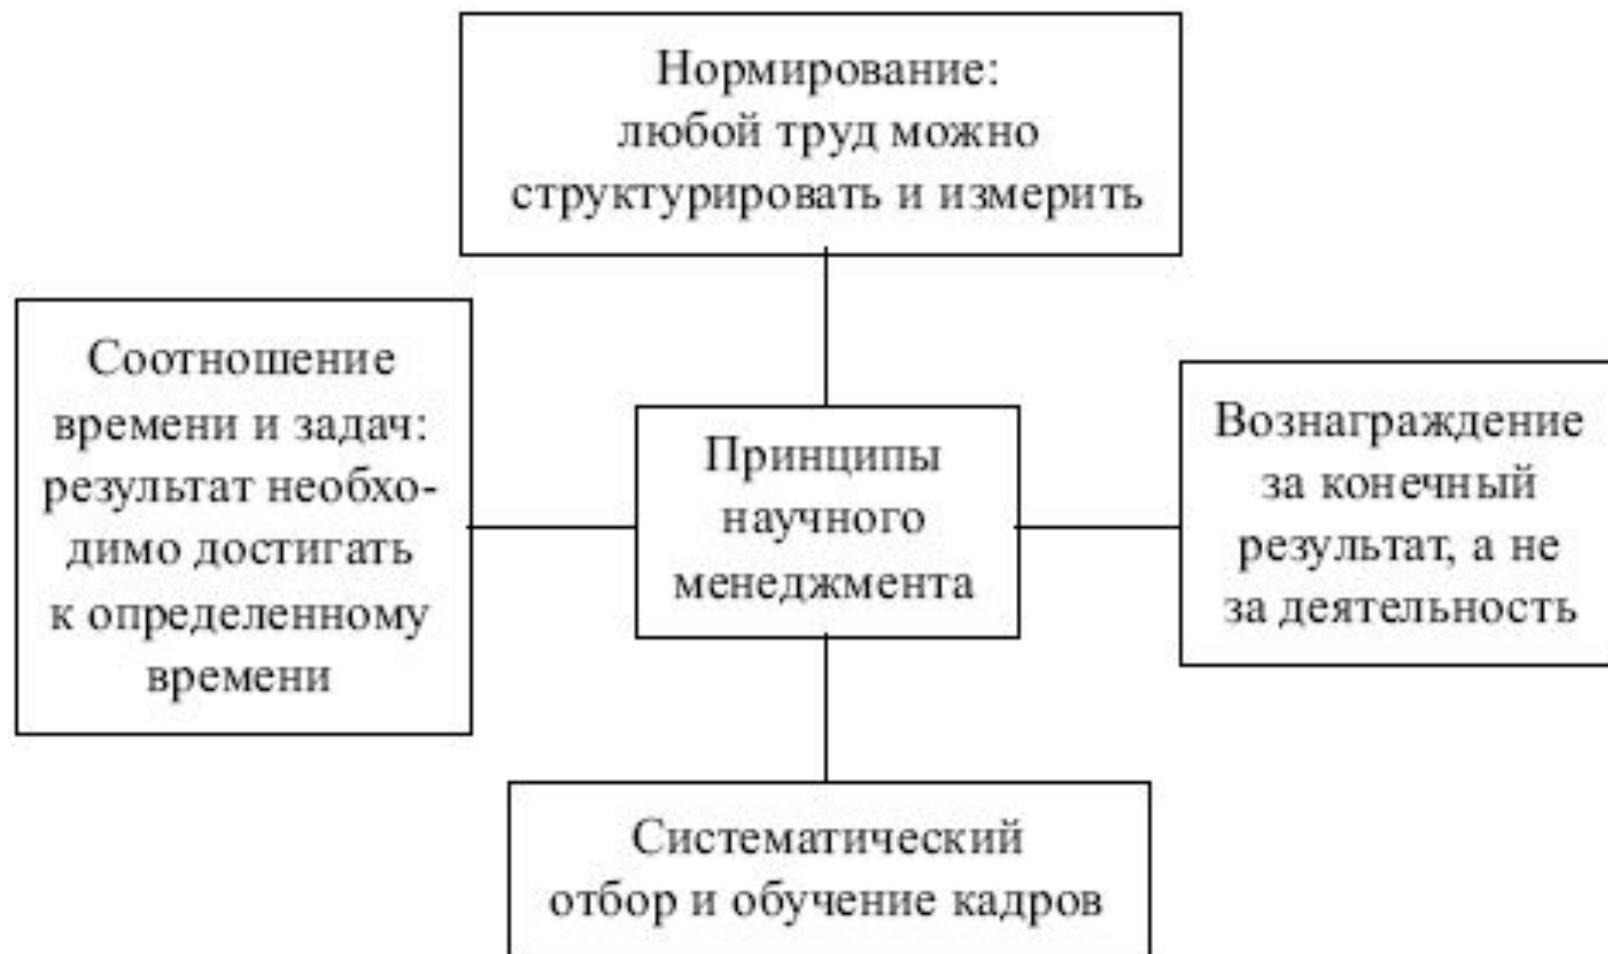 Нормирование:
любой труд можно
структурировать и измерить
Соотношение
времени и задач:
результат необхо-
димо достигать
к определенному
времени
Принципы
научного
менеджмента
Вознаграждение
за конечный
результат, а не
за деятельность
Систематический
отбор и обучение кадров